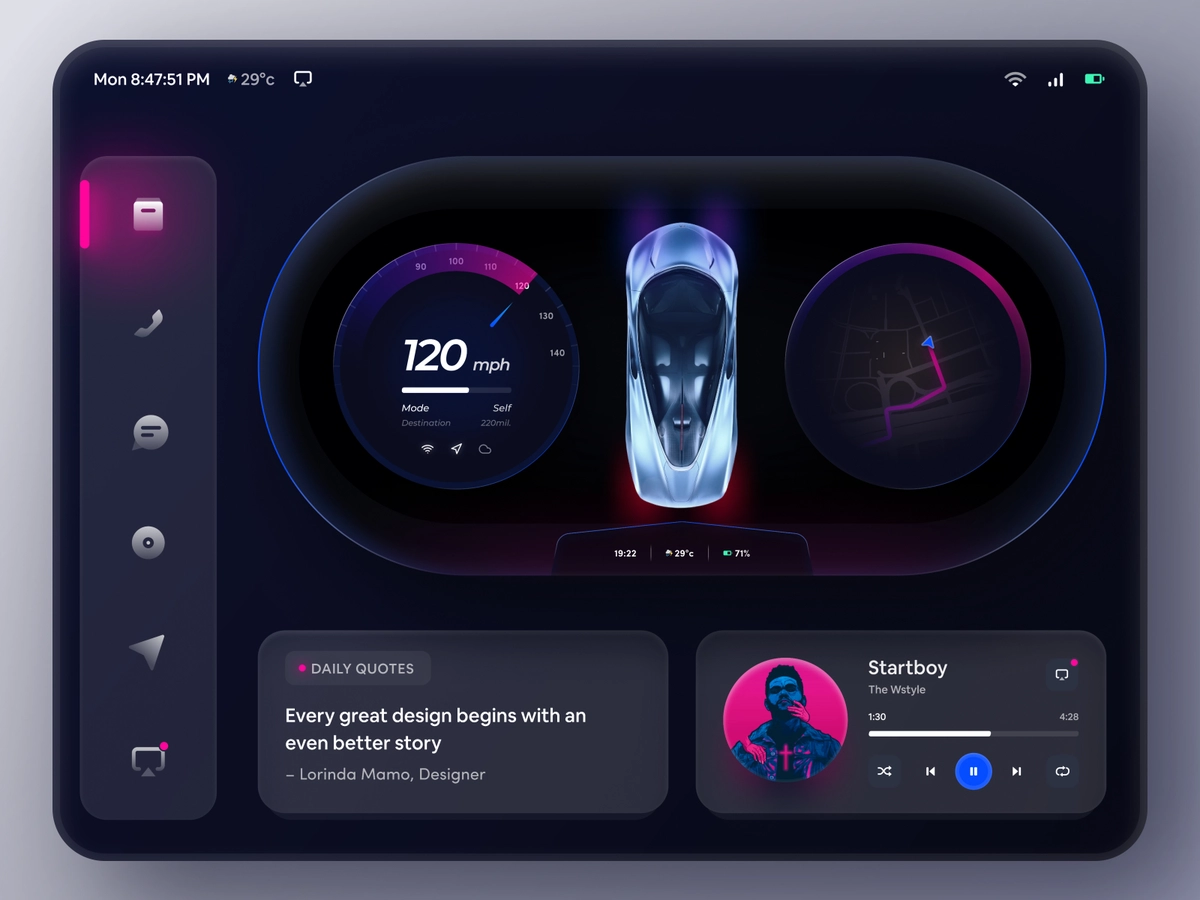 Mon 8:47:51 PM 29°c
90 100 110
120
130
140
120 mph
Mode Self
Destination 220mil.
19:22 29°c 71%
DAILY QUOTES
Every great design begins with an
even better story
– Lorinda Mamo, Designer
Startboy
The Wstyle
1:30 4:28